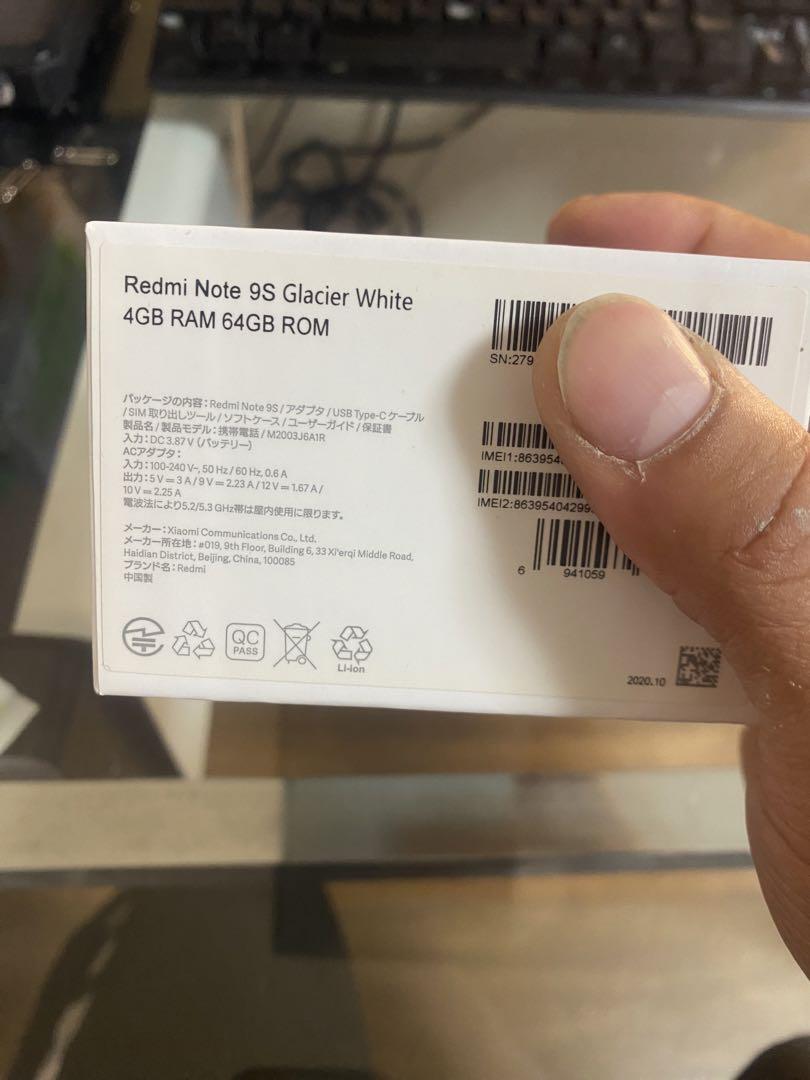 Redmi Note 9S Glacier White
4GB RAM 64GB ROM
SN:279
パッケージの内容:Redmi Note 9S/アダプタ/USB Type-C ケーブル
/SIM 取り出しツール/ソフトケース/ユーザーガイド/保証書
製品名/製品モデル:携帯電話/M2003J6A1R
入力:DC 3.87 V (バッテリー)
ACアダプタ:
入力:100-240 V~, 50 Hz/60 Hz, 0.6 A
出力:5 V⎓3 A/9 V⎓2.23 A/12 V⎓1.67 A/
10 V⎓2.25 A
電波法により5.2/5.3 GHz帯は屋内使用に限ります。
IMEI1:863954
IMEI2:86395404299
6 941059
メーカー:Xiaomi Communications Co., Ltd.
メーカー所在地:#019, 9th Floor, Building 6, 33 Xi'erqi Middle Road,
Haidian District, Beijing, China, 100085
ブランド名:Redmi
中国製
QC
PASS
Li-ion
2020.10